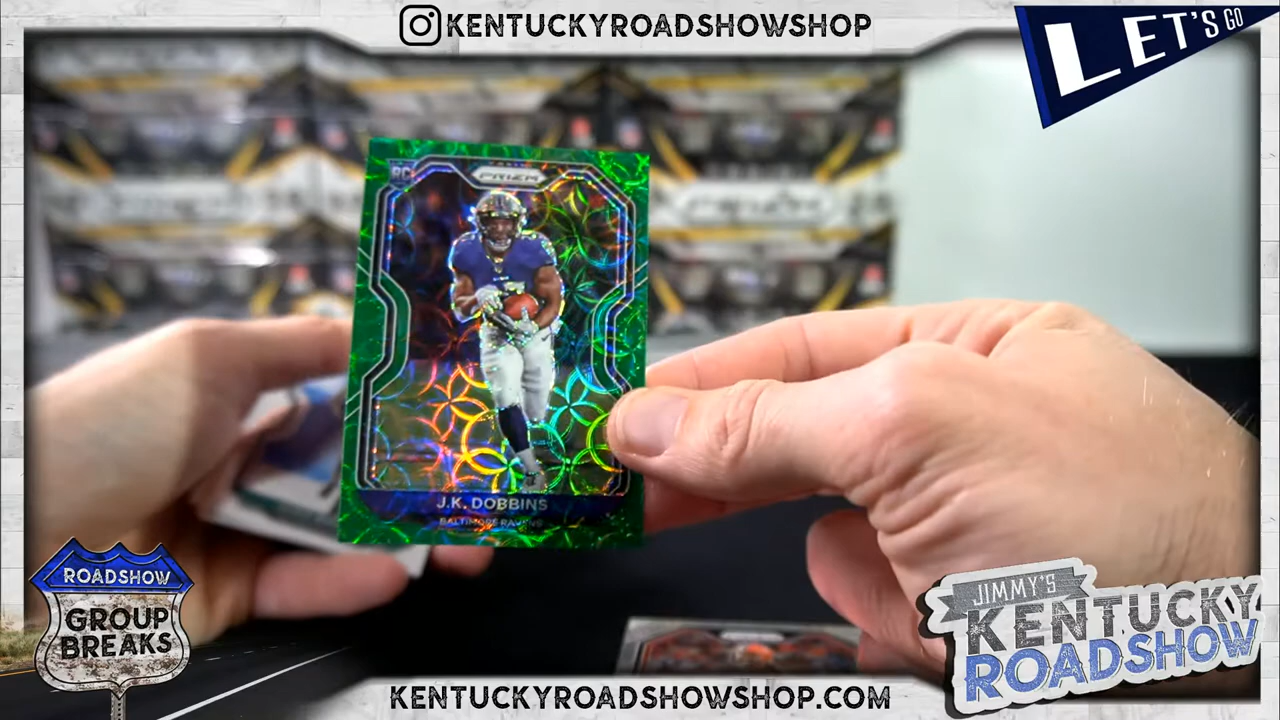 KENTUCKYROADSHOWSHOP
LET'S GO
RC
PRIZM
J.K. DOBBINS
BALTIMORE RAVENS
ROADSHOW
GROUP
BREAKS
JIMMY'S
KENTUCKY
ROADSHOW
KENTUCKYROADSHOWSHOP.COM